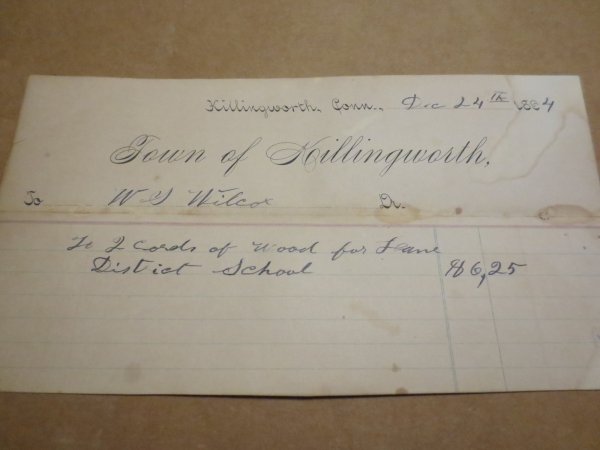 Killingworth, Conn., Dec 24th 1884
Town of Killingworth,
To W S Wilcox Dr.
To 2 Cords of Wood for Lane
District School $6,25